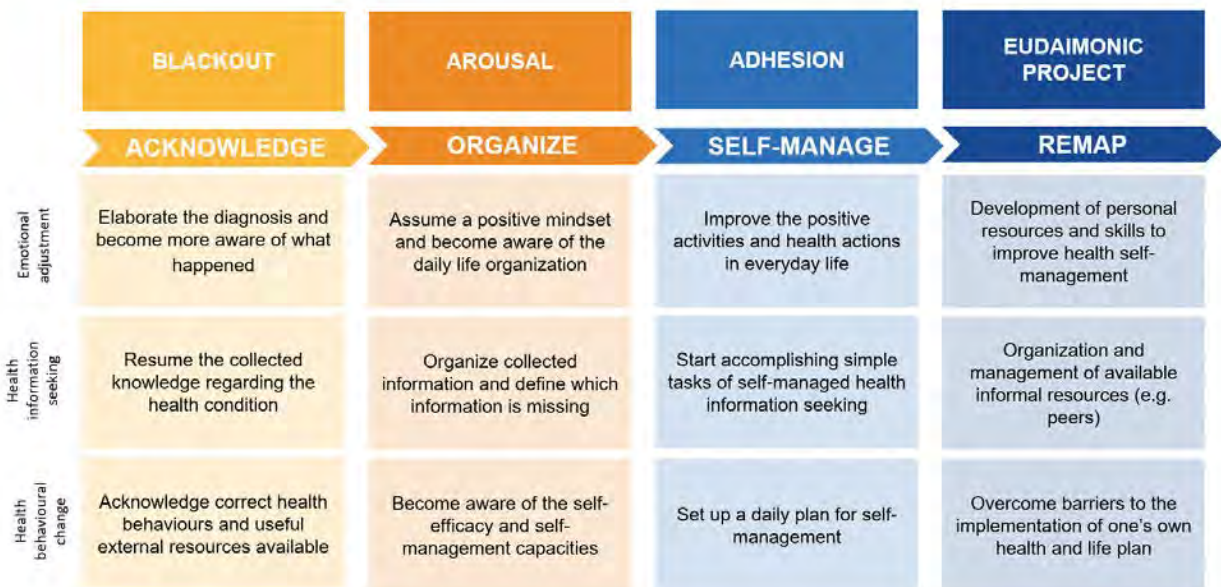 BLACKOUT
AROUSAL
ADHESION
EUDAIMONIC
PROJECT
ACKNOWLEDGE
ORGANIZE
SELF-MANAGE
REMAP
Emotional
adjustment
Elaborate the diagnosis and
become more aware of what
happened
Assume a positive mindset
and become aware of the
daily life organization
Improve the positive
activities and health actions
in everyday life
Development of personal
resources and skills to
improve health self-
management
Health
information
seeking
Resume the collected
knowledge regarding the
health condition
Organize collected
information and define which
information is missing
Start accomplishing simple
tasks of self-managed health
information seeking
Organization and
management of available
informal resources (e.g.
peers)
Health
behavioural
change
Acknowledge correct health
behaviours and useful
external resources available
Become aware of the self-
efficacy and self-
management capacities
Set up a daily plan for self-
management
Overcome barriers to the
implementation of one's own
health and life plan